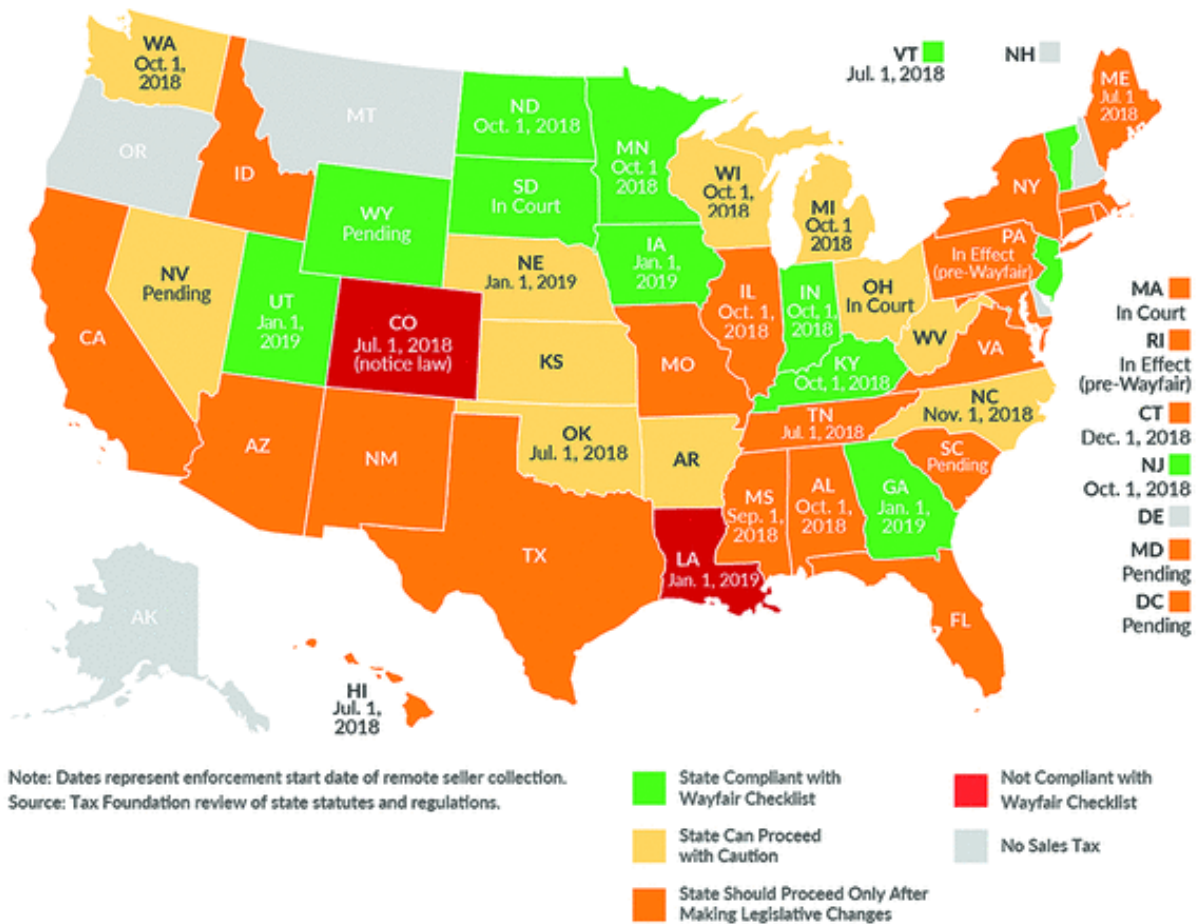 WA
Oct. 1,
2018
OR
MT
ID
WY
Pending
NV
Pending
UT
Jan. 1,
2019
CO
Jul. 1, 2018
(notice law)
CA
AZ
NM
ND
Oct. 1, 2018
SD
In Court
NE
Jan. 1, 2019
KS
OK
Jul. 1, 2018
TX
MN
Oct. 1
2018
IA
Jan. 1,
2019
MO
AR
LA
Jan. 1, 2019
WI
Oct. 1,
2018
IL
Oct. 1,
2018
MI
Oct. 1
2018
IN
Oct, 1,
2018
OH
In Court
KY
Oct, 1, 2018
TN
Jul. 1, 2018
MS
Sep. 1,
2018
AL
Oct. 1,
2018
GA
Jan. 1,
2019
FL
SC
Pending
NC
Nov. 1, 2018
VA
WV
PA
In Effect
(pre-Wayfair)
NY
ME
Jul. 1
2018
VT
Jul. 1, 2018
NH
MA
In Court
RI
In Effect
(pre-Wayfair)
CT
Dec. 1, 2018
NJ
Oct. 1, 2018
DE
MD
Pending
DC
Pending
AK
HI
Jul. 1,
2018
Note: Dates represent enforcement start date of remote seller collection.
Source: Tax Foundation review of state statutes and regulations.
State Compliant with
Wayfair Checklist
State Can Proceed
with Caution
State Should Proceed Only After
Making Legislative Changes
Not Compliant with
Wayfair Checklist
No Sales Tax